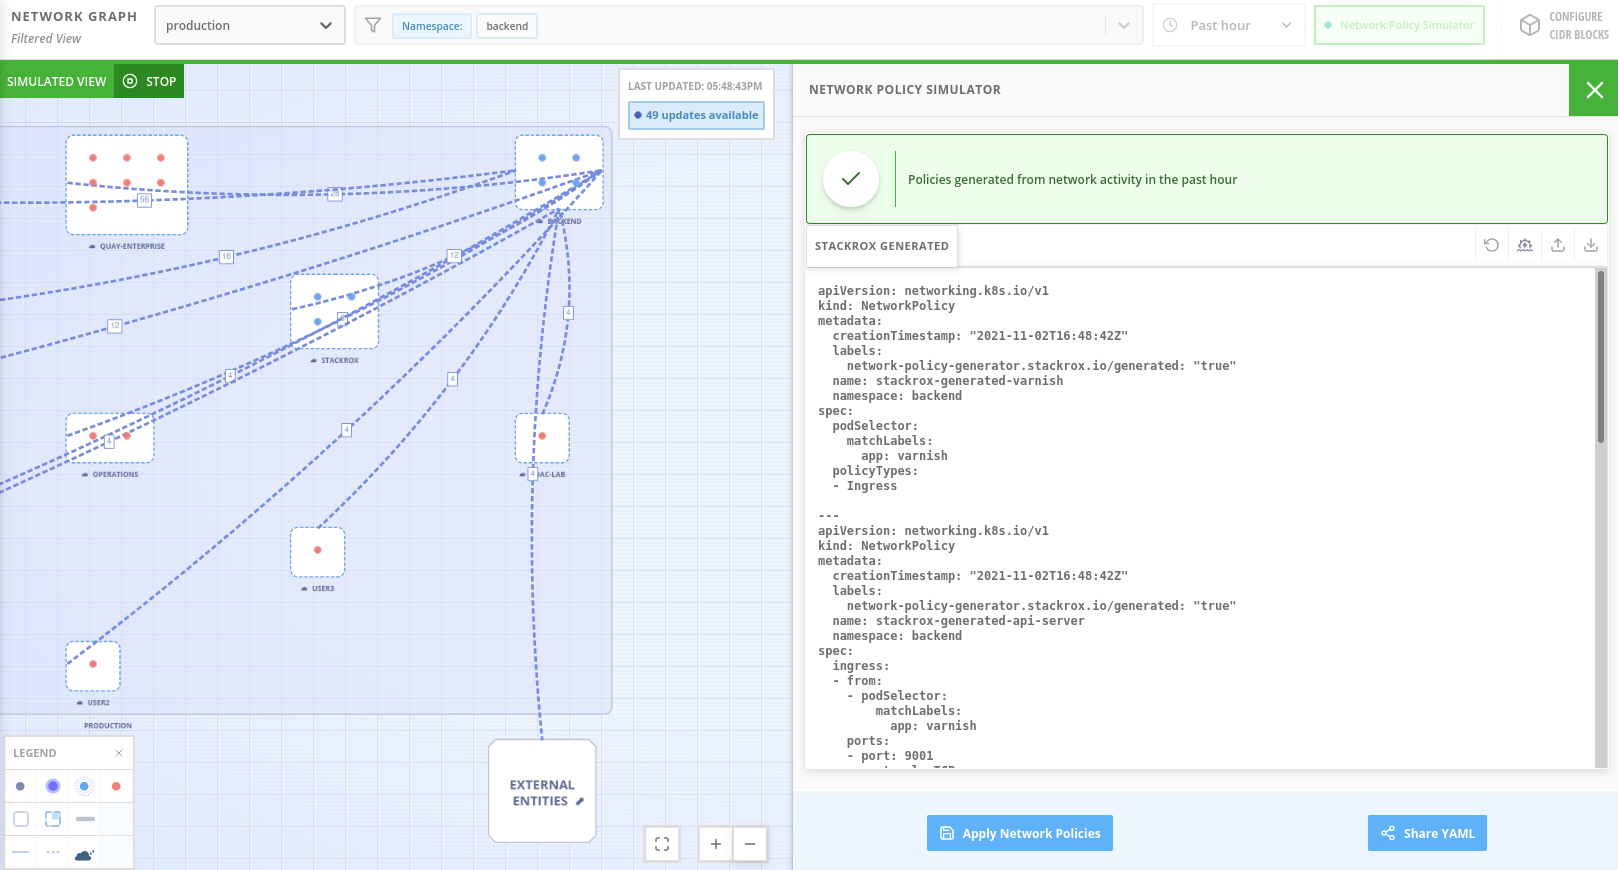 NETWORK GRAPH
Filtered View
production
Namespace:
backend
Past hour
Network Policy Simulator
CONFIGURE
CIDR BLOCKS
SIMULATED VIEW
STOP
LAST UPDATED: 05:48:43PM
49 updates available
56
QUAY-ENTERPRISE
16
12
BACKEND
12
STACKROX
4
4
4
4
4
OPERATIONS
4
USER3
USER2
PRODUCTION
LEGEND
EXTERNAL
ENTITIES
NETWORK POLICY SIMULATOR
Policies generated from network activity in the past hour
STACKROX GENERATED
apiVersion: networking.k8s.io/v1
kind: NetworkPolicy
metadata:
  creationTimestamp: "2021-11-02T16:48:42Z"
  labels:
    network-policy-generator.stackrox.io/generated: "true"
  name: stackrox-generated-varnish
  namespace: backend
spec:
  podSelector:
    matchLabels:
      app: varnish
  policyTypes:
  - Ingress
---
apiVersion: networking.k8s.io/v1
kind: NetworkPolicy
metadata:
  creationTimestamp: "2021-11-02T16:48:42Z"
  labels:
    network-policy-generator.stackrox.io/generated: "true"
  name: stackrox-generated-api-server
  namespace: backend
spec:
  ingress:
  - from:
    - podSelector:
        matchLabels:
          app: varnish
    ports:
    - port: 9001
Apply Network Policies
Share YAML